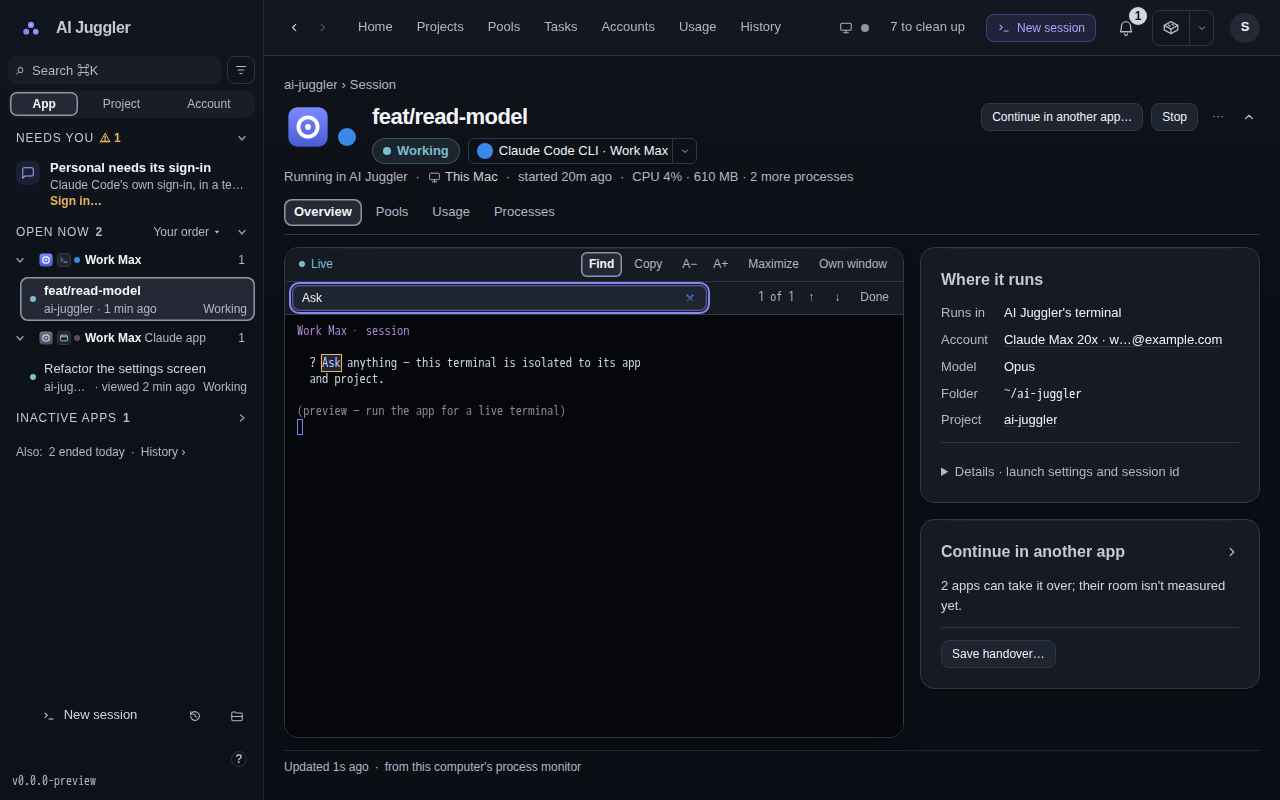 AI Juggler
Home Projects Pools Tasks Accounts Usage History
7 to clean up
New session
1
S
Search ⌘K
App Project Account
NEEDS YOU 1
Personal needs its sign-in
Claude Code's own sign-in, in a te…
Sign in…
OPEN NOW 2 Your order
Work Max 1
feat/read-model
ai-juggler · 1 min ago Working
Work Max Claude app 1
Refactor the settings screen
ai-jug… · viewed 2 min ago Working
INACTIVE APPS 1
Also: 2 ended today · History ›
New session
?
v0.0.0-preview
ai-juggler › Session
feat/read-model
Continue in another app… Stop ···
Working Claude Code CLI · Work Max
Running in AI Juggler · This Mac · started 20m ago · CPU 4% · 610 MB · 2 more processes
Overview Pools Usage Processes
Live Find Copy A− A+ Maximize Own window
Ask 1 of 1 ↑ ↓ Done
Work Max · session
? Ask anything — this terminal is isolated to its app
and project.
(preview — run the app for a live terminal)
Where it runs
Runs in AI Juggler's terminal
Account Claude Max 20x · w…@example.com
Model Opus
Folder ~/ai-juggler
Project ai-juggler
Details · launch settings and session id
Continue in another app
2 apps can take it over; their room isn't measured
yet.
Save handover…
Updated 1s ago · from this computer's process monitor